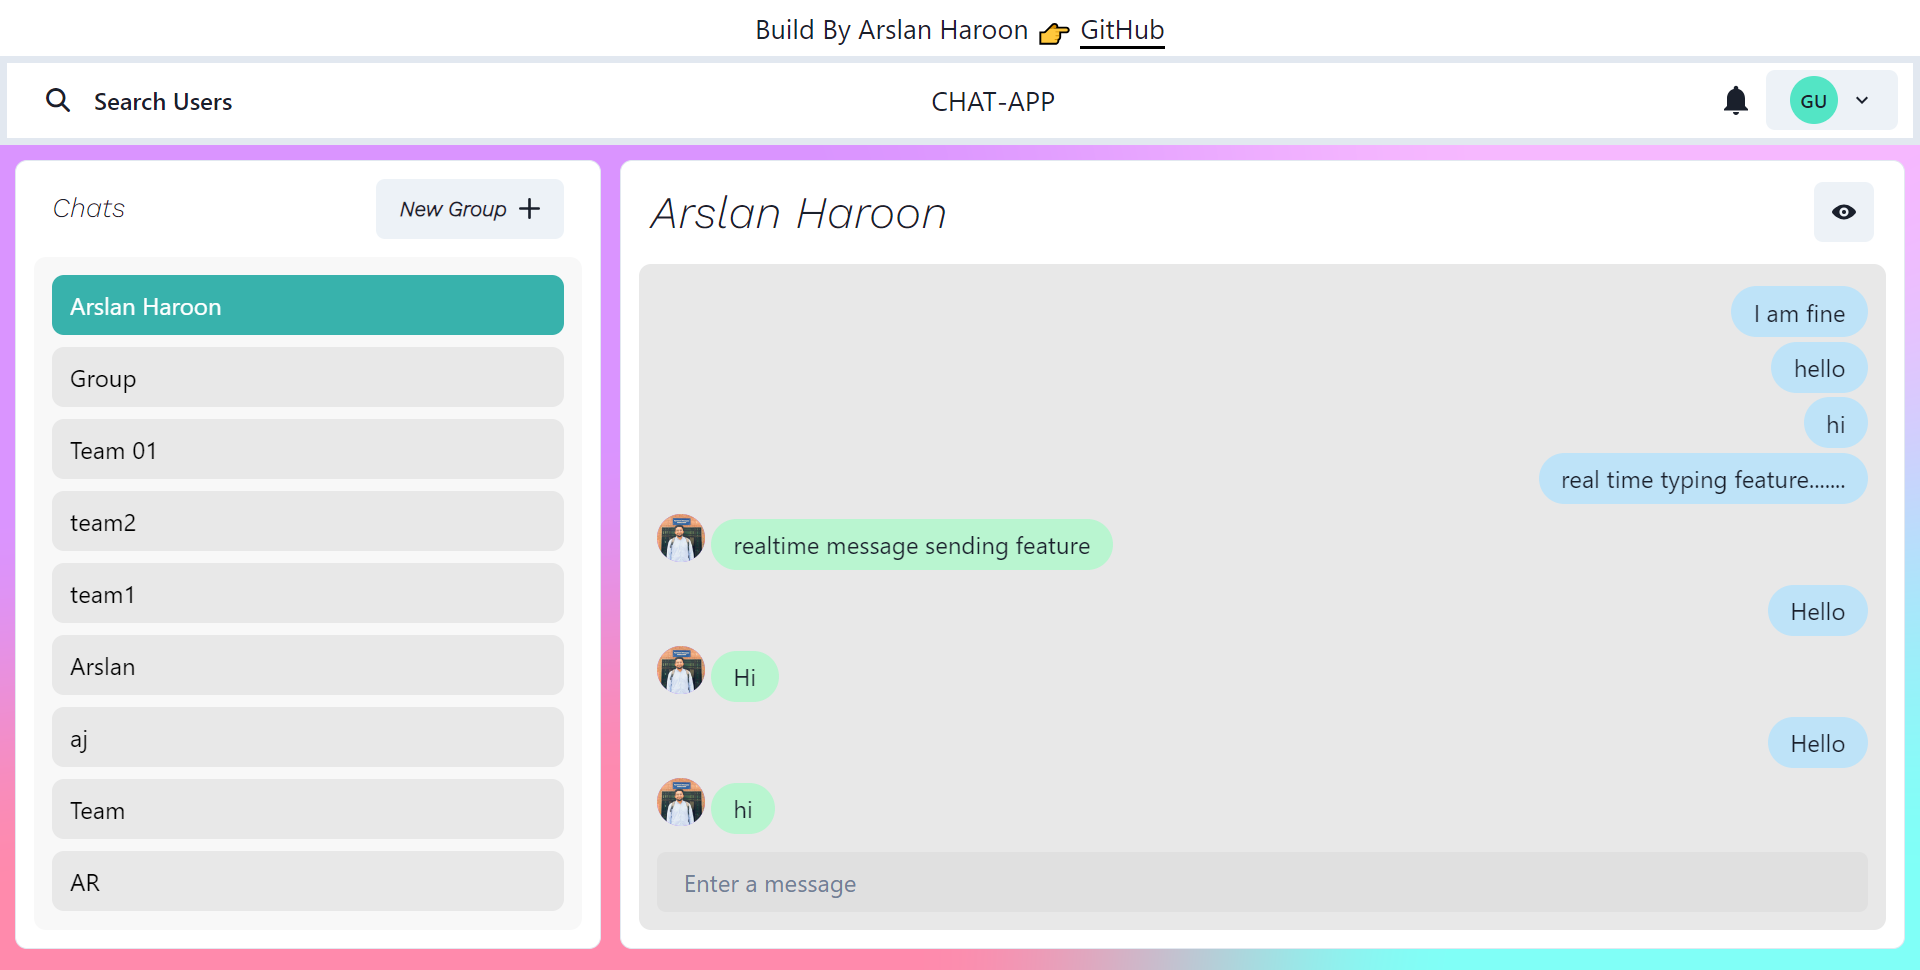 Build By Arslan Haroon 👉 GitHub
Search Users
CHAT-APP
GU
Chats
New Group
Arslan Haroon
Group
Team 01
team2
team1
Arslan
aj
Team
AR
Arslan Haroon
I am fine
hello
hi
real time typing feature.......
realtime message sending feature
Hello
Hi
Hello
hi
Enter a message